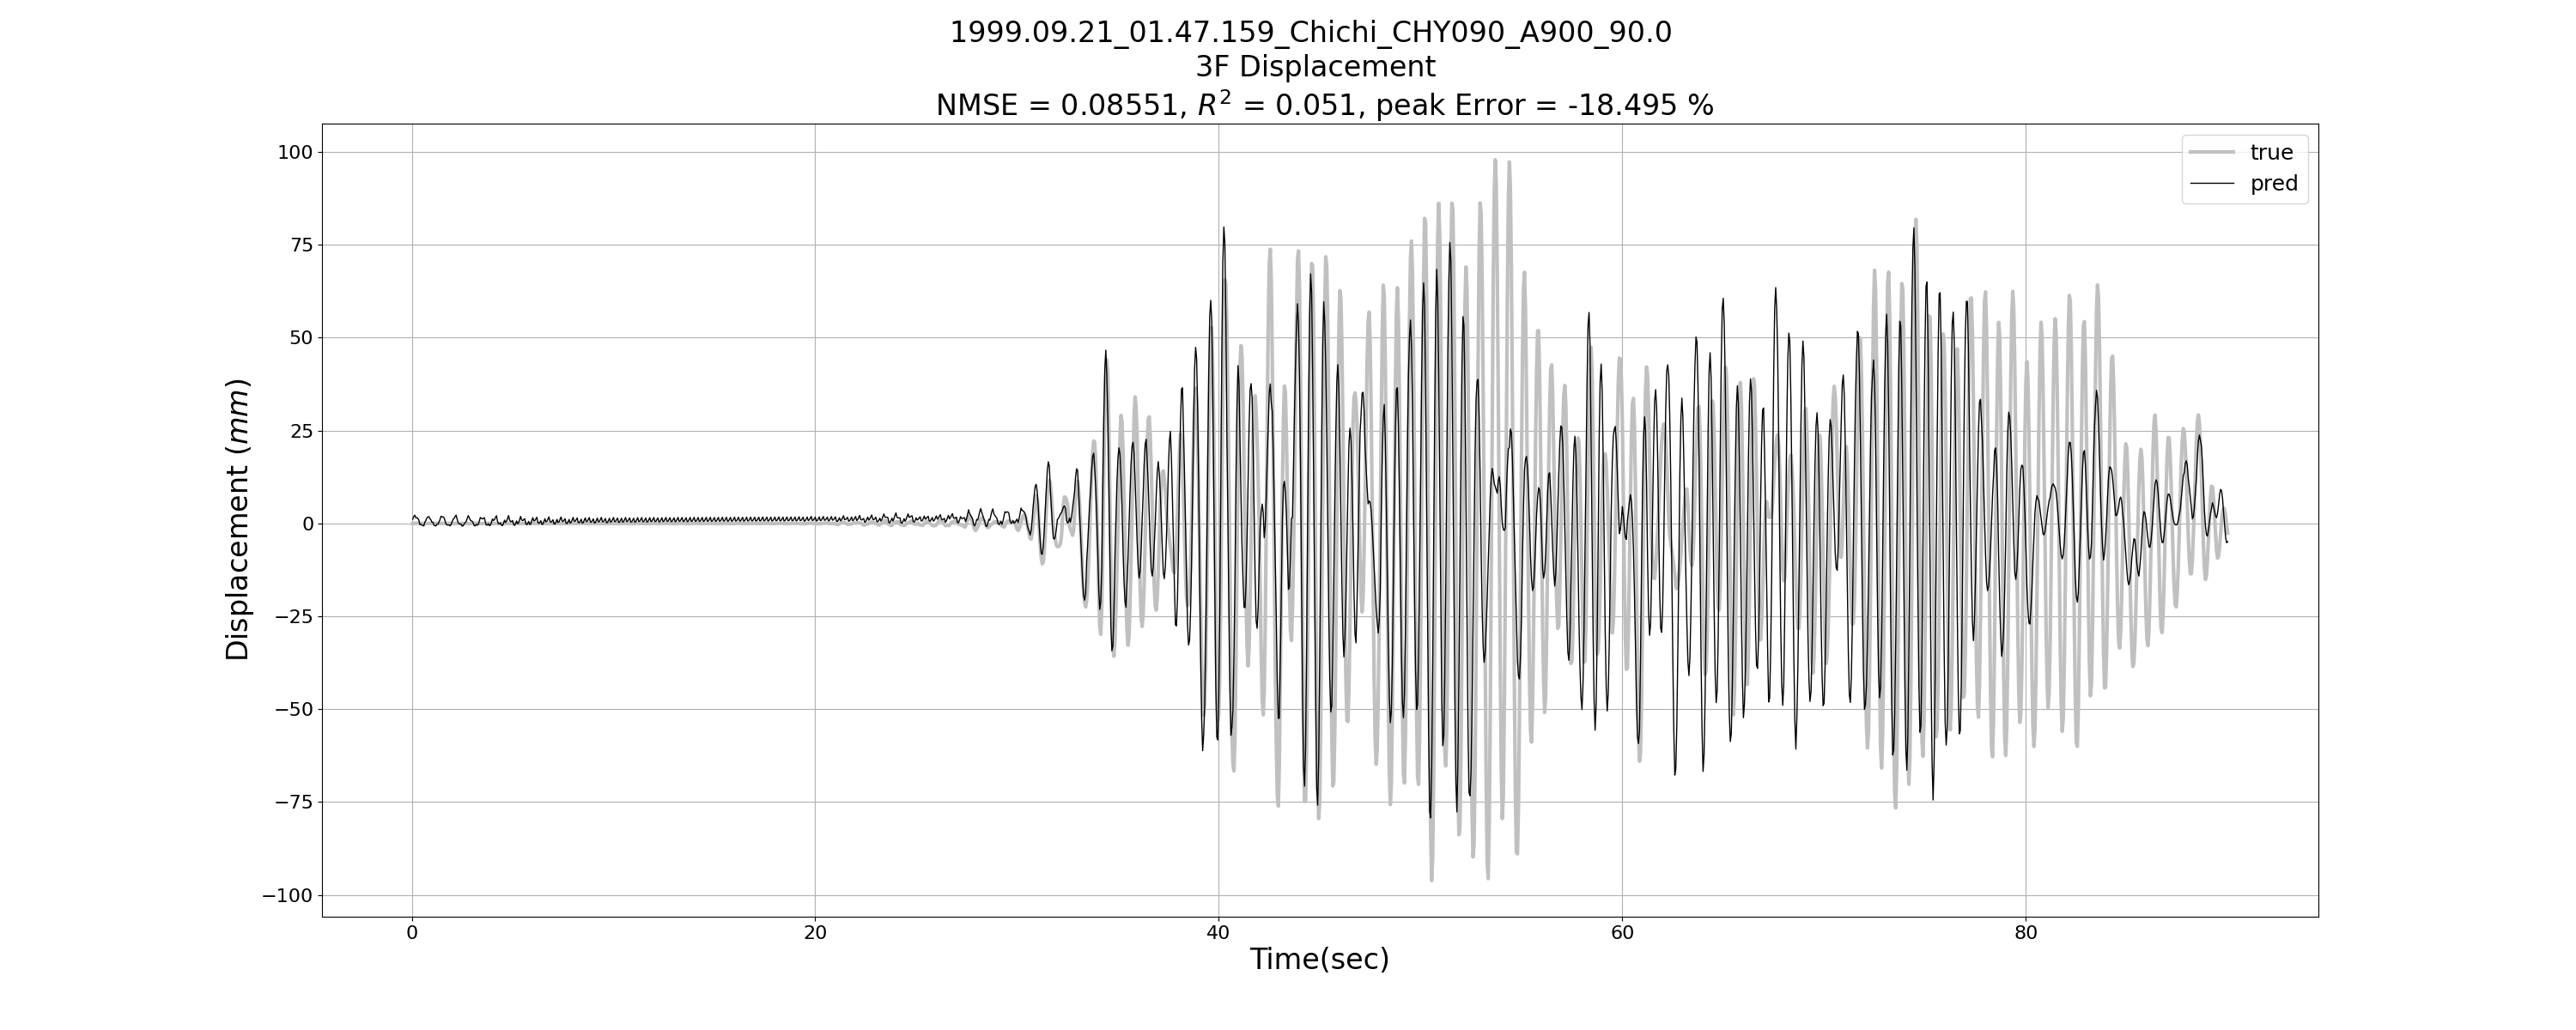 1999.09.21_01.47.159_Chichi_CHY090_A900_90.0
3F Displacement
NMSE = 0.08551, R² = 0.051, peak Error = -18.495 %
true
pred
100
75
50
25
0
−25
−50
−75
−100
Displacement (mm)
0 20 40 60 80
Time(sec)